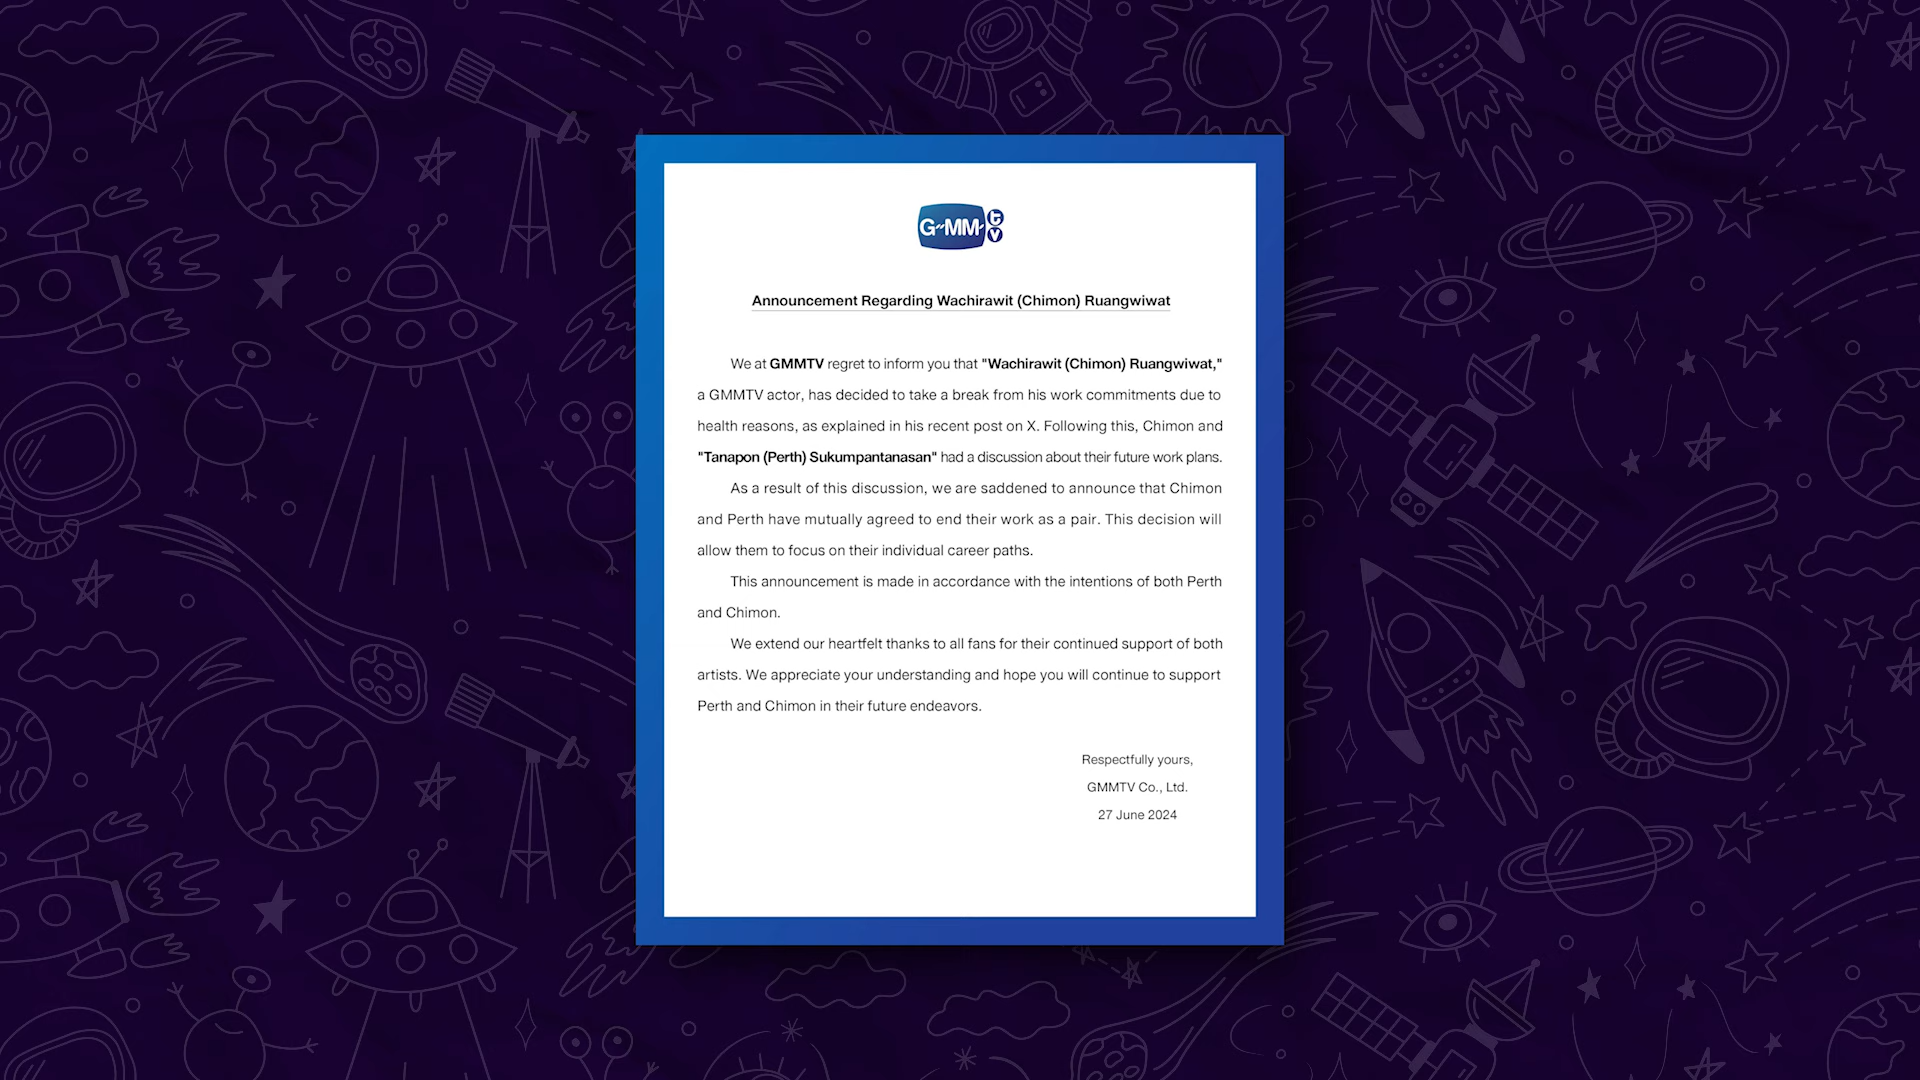 G~MM tv
Announcement Regarding Wachirawit (Chimon) Ruangwiwat
We at GMMTV regret to inform you that "Wachirawit (Chimon) Ruangwiwat,"
a GMMTV actor, has decided to take a break from his work commitments due to
health reasons, as explained in his recent post on X. Following this, Chimon and
"Tanapon (Perth) Sukumpantanasan" had a discussion about their future work plans.
As a result of this discussion, we are saddened to announce that Chimon
and Perth have mutually agreed to end their work as a pair. This decision will
allow them to focus on their individual career paths.
This announcement is made in accordance with the intentions of both Perth
and Chimon.
We extend our heartfelt thanks to all fans for their continued support of both
artists. We appreciate your understanding and hope you will continue to support
Perth and Chimon in their future endeavors.
Respectfully yours,
GMMTV Co., Ltd.
27 June 2024